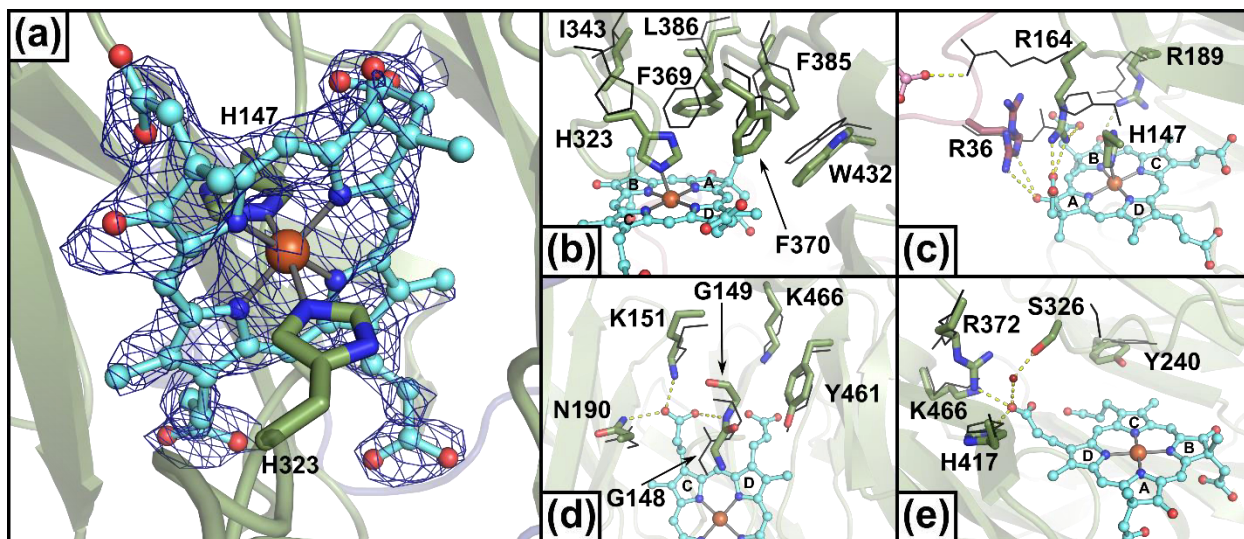 (a)
H147
H323
(b)
I343
L386
F369
F385
H323
W432
F370
B
A
C
D
(c)
R164
R189
R36
H147
B
C
A
D
(d)
G149
K466
K151
Y461
N190
G148
C
D
(e)
R372
S326
Y240
K466
H417
C
D
B
A